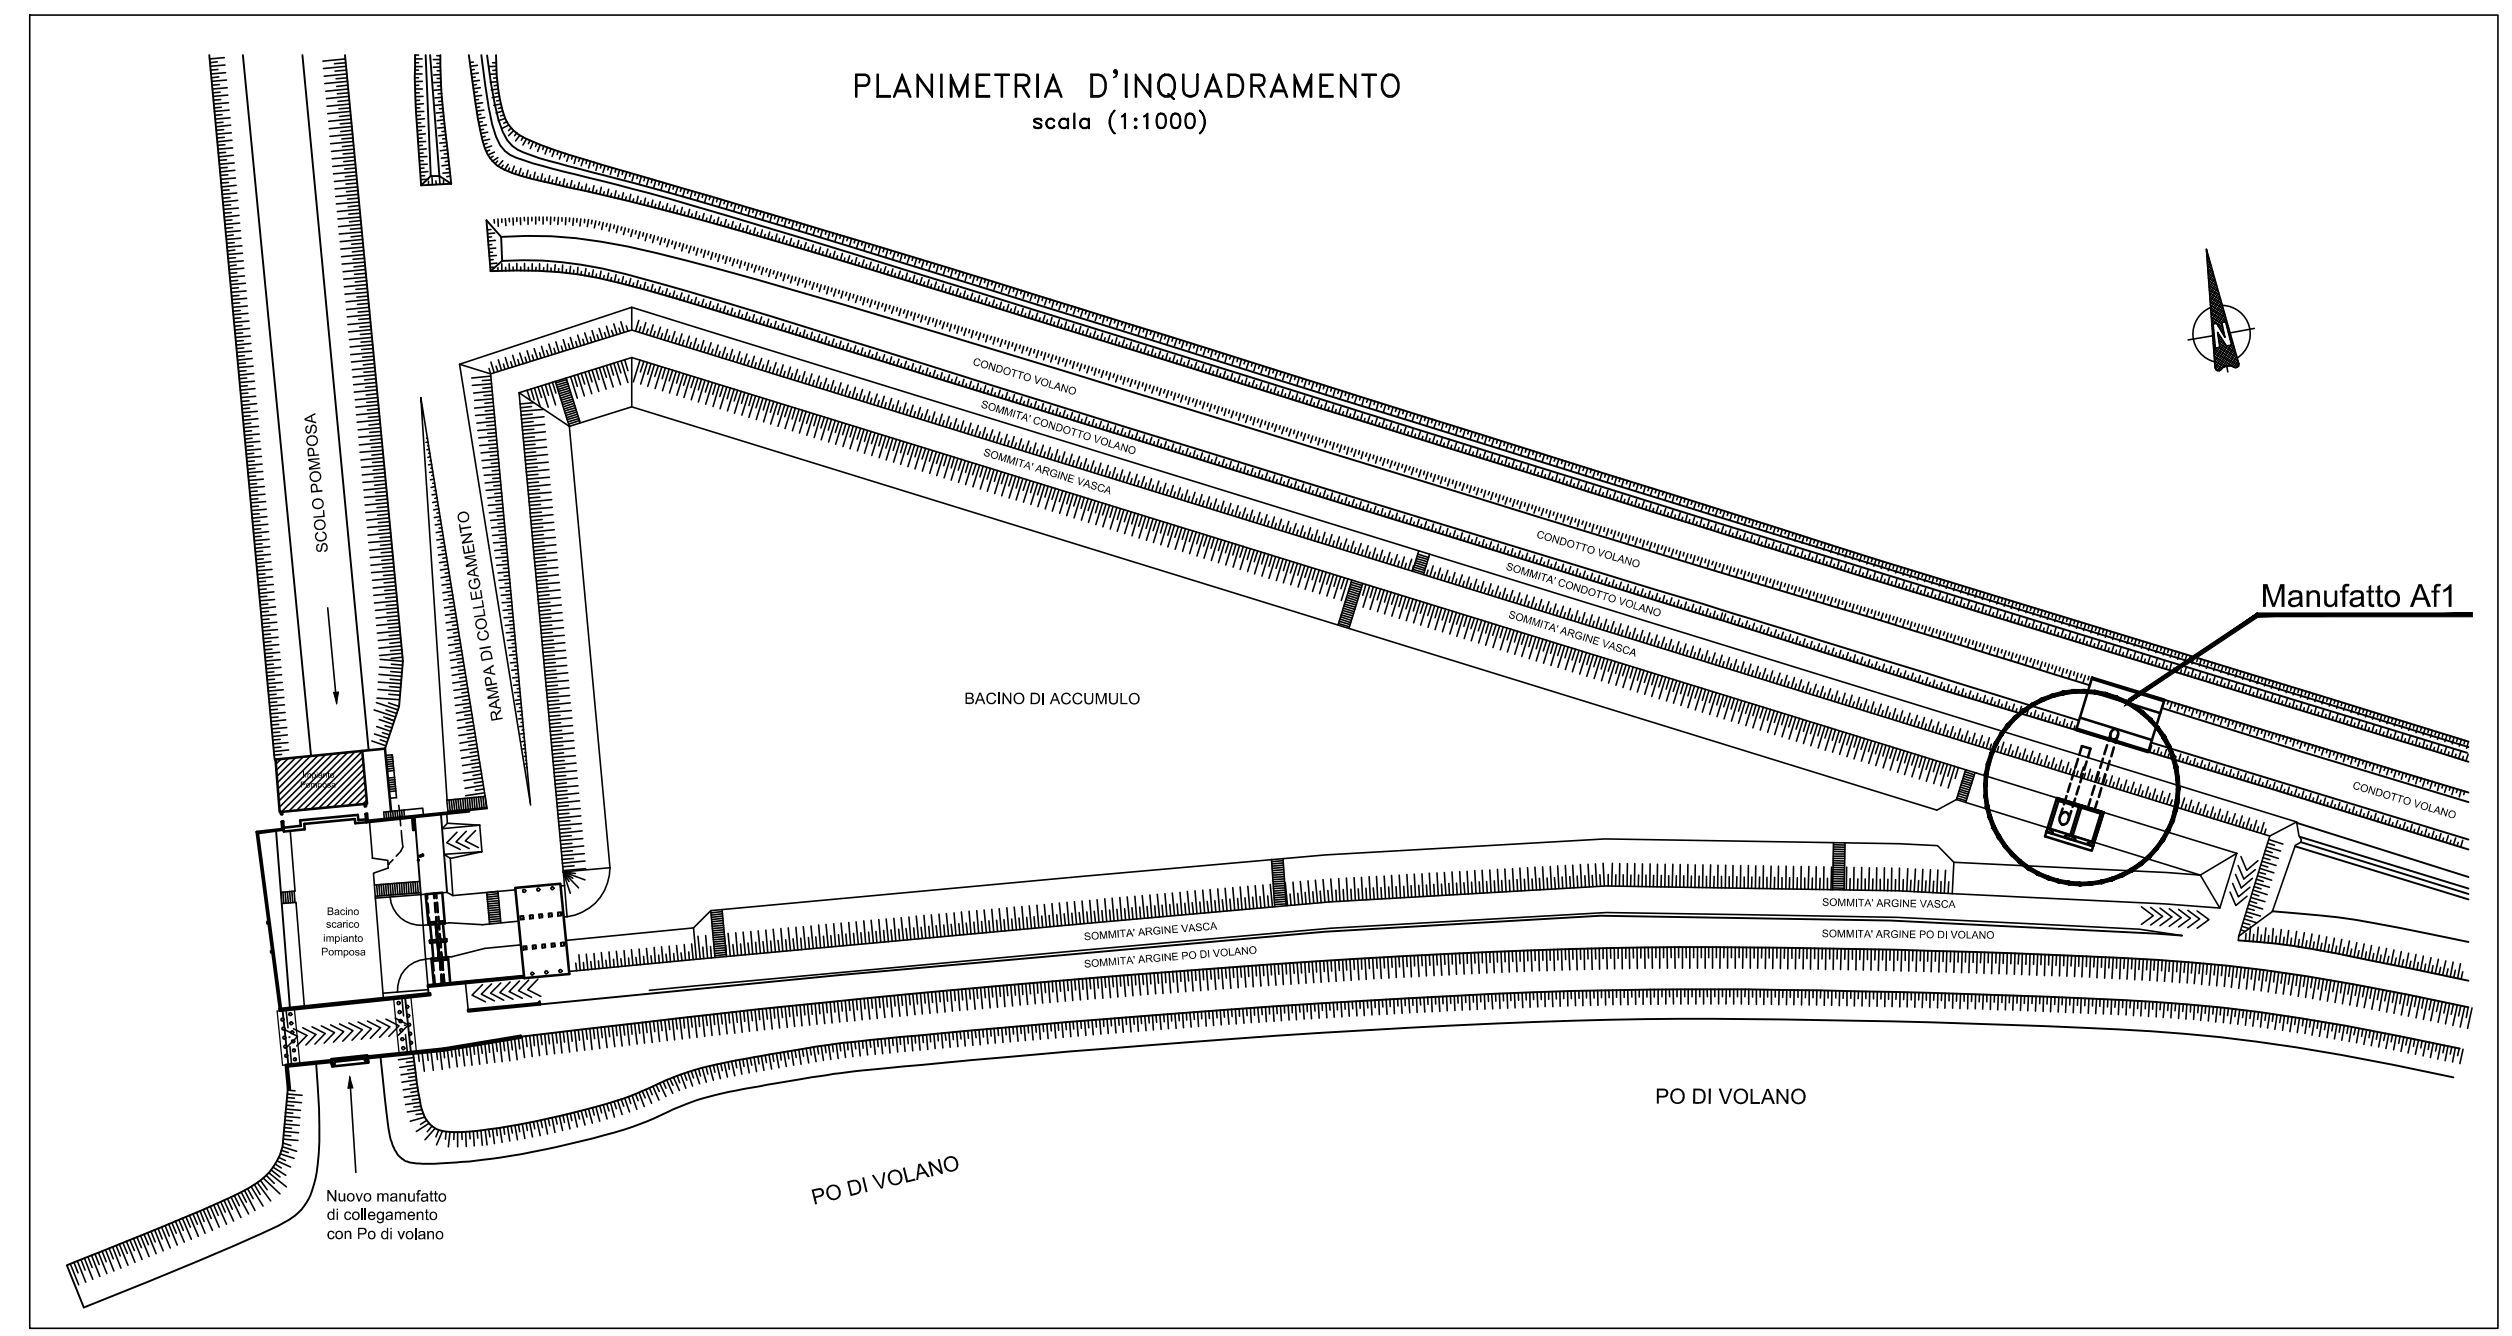 PLANIMETRIA D'INQUADRAMENTO
scala (1:1000)
N
CONDOTTO VOLANO
SOMMITA' CONDOTTO VOLANO
SOMMITA' ARGINE VASCA
SCOLO POMPOSA
RAMPA DI COLLEGAMENTO
CONDOTTO VOLANO
SOMMITA' CONDOTTO VOLANO
SOMMITA' ARGINE VASCA
Manufatto Af1
BACINO DI ACCUMULO
Impianto
Pomposa
CONDOTTO VOLANO
Bacino
scarico
impianto
Pomposa
SOMMITA' ARGINE VASCA
SOMMITA' ARGINE PO DI VOLANO
SOMMITA' ARGINE VASCA
SOMMITA' ARGINE PO DI VOLANO
PO DI VOLANO
PO DI VOLANO
Nuovo manufatto
di collegamento
con Po di volano